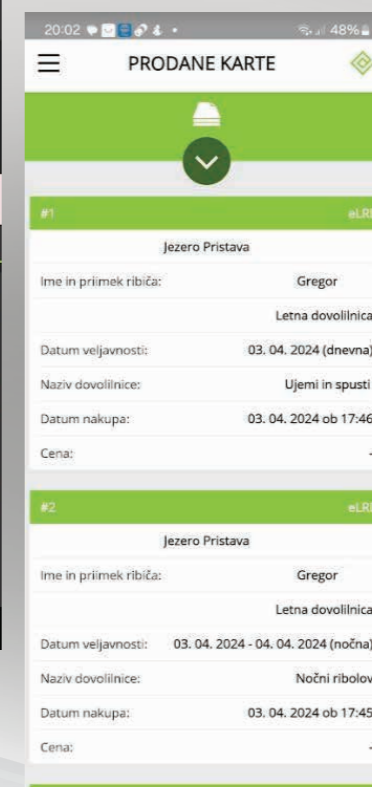 20:02 48%
PRODANE KARTE
#1 eLRD
Jezero Pristava
Ime in priimek ribiča: Gregor
Letna dovolilnica
Datum veljavnosti: 03. 04. 2024 (dnevna)
Naziv dovolilnice: Ujemi in spusti
Datum nakupa: 03. 04. 2024 ob 17:46
Cena: -
#2 eLRD
Jezero Pristava
Ime in priimek ribiča: Gregor
Letna dovolilnica
Datum veljavnosti: 03. 04. 2024 - 04. 04. 2024 (nočna)
Naziv dovolilnice: Nočni ribolov
Datum nakupa: 03. 04. 2024 ob 17:45
Cena: -